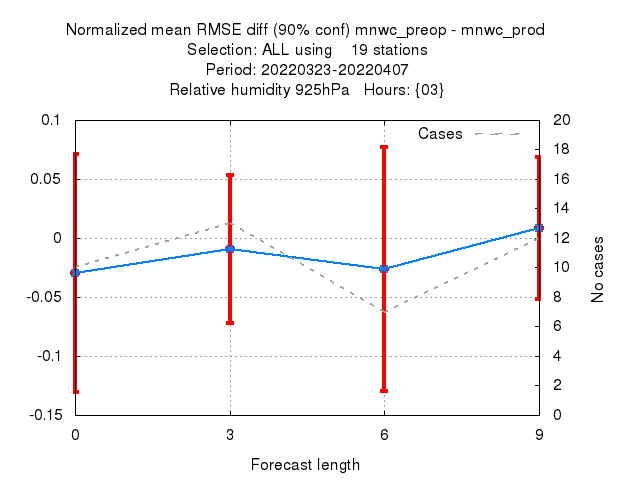 Normalized mean RMSE diff (90% conf) mnwc_preop - mnwc_prod
Selection: ALL using    19 stations
Period: 20220323-20220407
Relative humidity 925hPa   Hours: {03}
Cases
0.1
0.05
0
-0.05
-0.1
-0.15
20
18
16
14
12
10
8
6
4
2
0
No cases
0 3 6 9
Forecast length